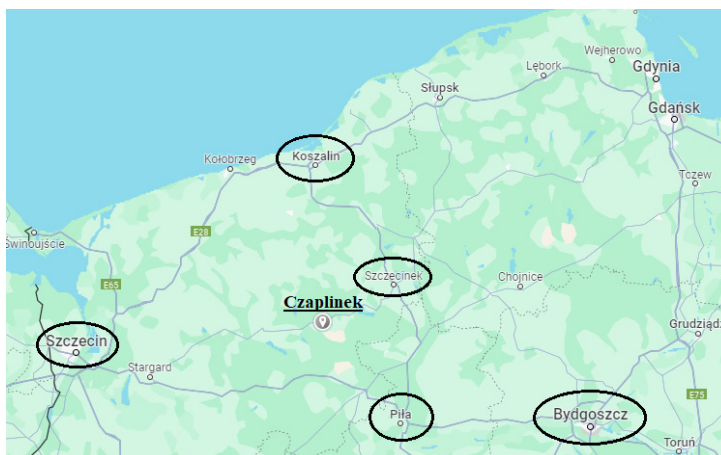 Wejherowo
Gdynia
Lębork
Słupsk
Gdańsk
Koszalin
Kołobrzeg
Tczew
E28
Świnoujście
Szczecinek
Chojnice
E65
Czaplinek
Grudziądz
Szczecin
Stargard
E75
Piła
Bydgoszcz
Toruń